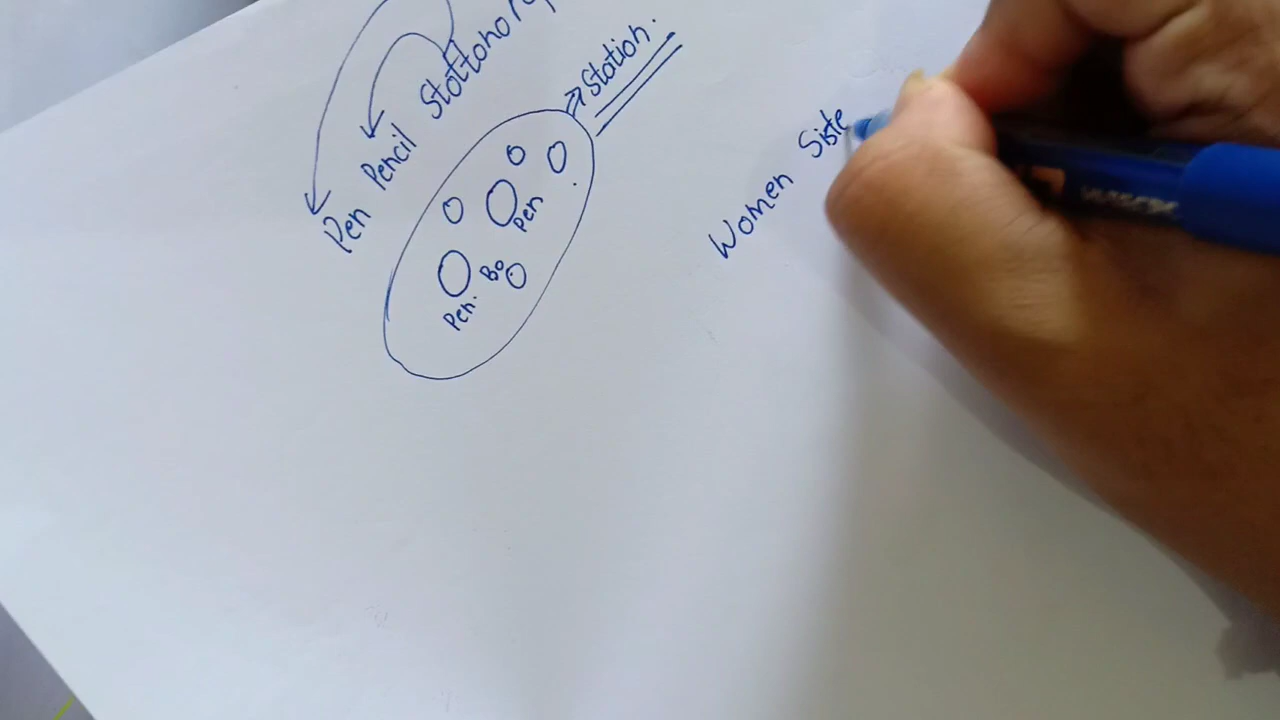 Pen Pencil Stationary
Station.
Pen
Bo
Pen.
Women Siste